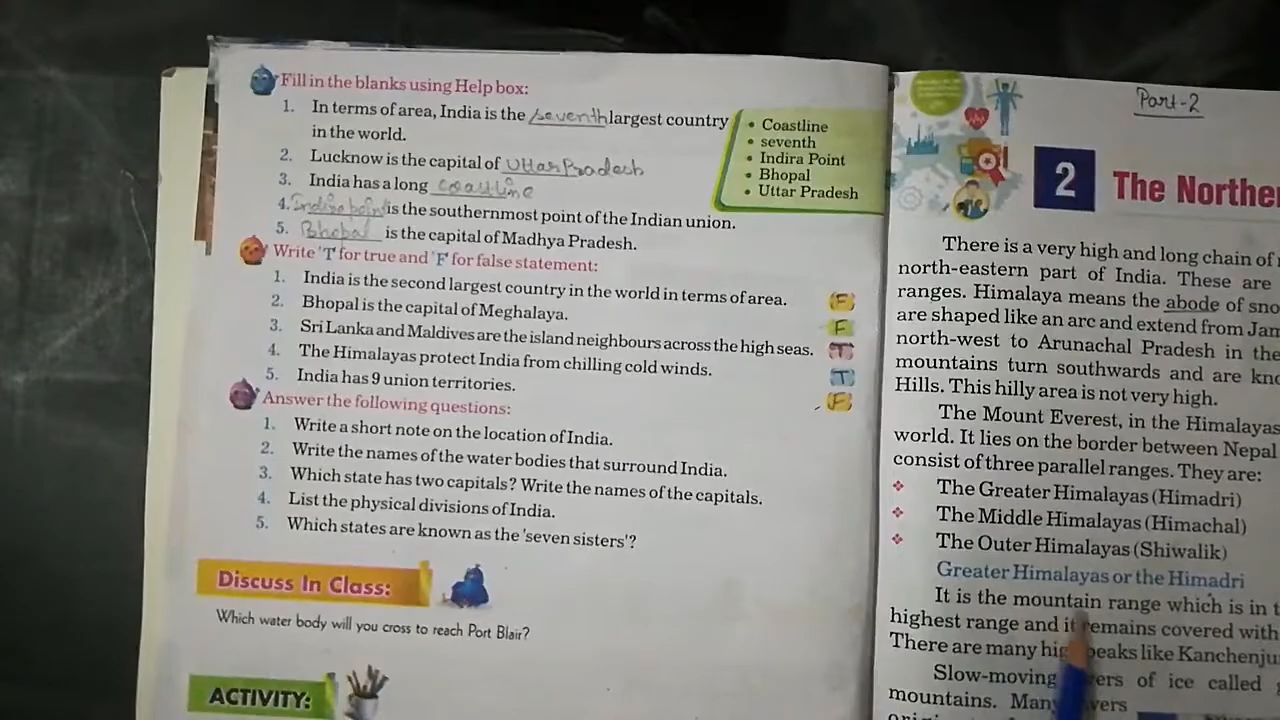 Fill in the blanks using Help box:
1. In terms of area, India is the seventh largest country
in the world.
2. Lucknow is the capital of Uttar Pradesh
3. India has a long coastline
4. Indira point is the southernmost point of the Indian union.
5. Bhopal is the capital of Madhya Pradesh.
• Coastline
• seventh
• Indira Point
• Bhopal
• Uttar Pradesh
Write 'T' for true and 'F' for false statement:
1. India is the second largest country in the world in terms of area. F
2. Bhopal is the capital of Meghalaya. F
3. Sri Lanka and Maldives are the island neighbours across the high seas. T
4. The Himalayas protect India from chilling cold winds. T
5. India has 9 union territories. F
Answer the following questions:
1. Write a short note on the location of India.
2. Write the names of the water bodies that surround India.
3. Which state has two capitals? Write the names of the capitals.
4. List the physical divisions of India.
5. Which states are known as the 'seven sisters'?
Discuss In Class:
Which water body will you cross to reach Port Blair?
ACTIVITY:
Part-2
2 The Norther
There is a very high and long chain of
north-eastern part of India. These are
ranges. Himalaya means the abode of sno
are shaped like an arc and extend from Jam
north-west to Arunachal Pradesh in the
mountains turn southwards and are kno
Hills. This hilly area is not very high.
The Mount Everest, in the Himalayas
world. It lies on the border between Nepal
consist of three parallel ranges. They are:
❖ The Greater Himalayas (Himadri)
❖ The Middle Himalayas (Himachal)
❖ The Outer Himalayas (Shiwalik)
Greater Himalayas or the Himadri
It is the mountain range which is in t
highest range and it remains covered with
There are many hig peaks like Kanchenju
Slow-moving ers of ice called
mountains. Many vers